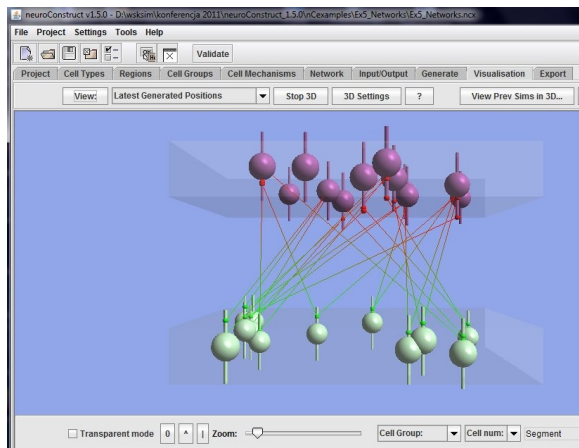 neuroConstruct v1.5.0 - D:\wsksim\konferencja 2011\neuroConstruct_1.5.0\nCexamples\Ex5_Networks\Ex5_Networks.ncx
File Project Settings Tools Help
Validate
Project Cell Types Regions Cell Groups Cell Mechanisms Network Input/Output Generate Visualisation Export
View: Latest Generated Positions Stop 3D 3D Settings ? View Prev Sims in 3D...
Transparent mode 0 ^ | Zoom: Cell Group: Cell num: Segment